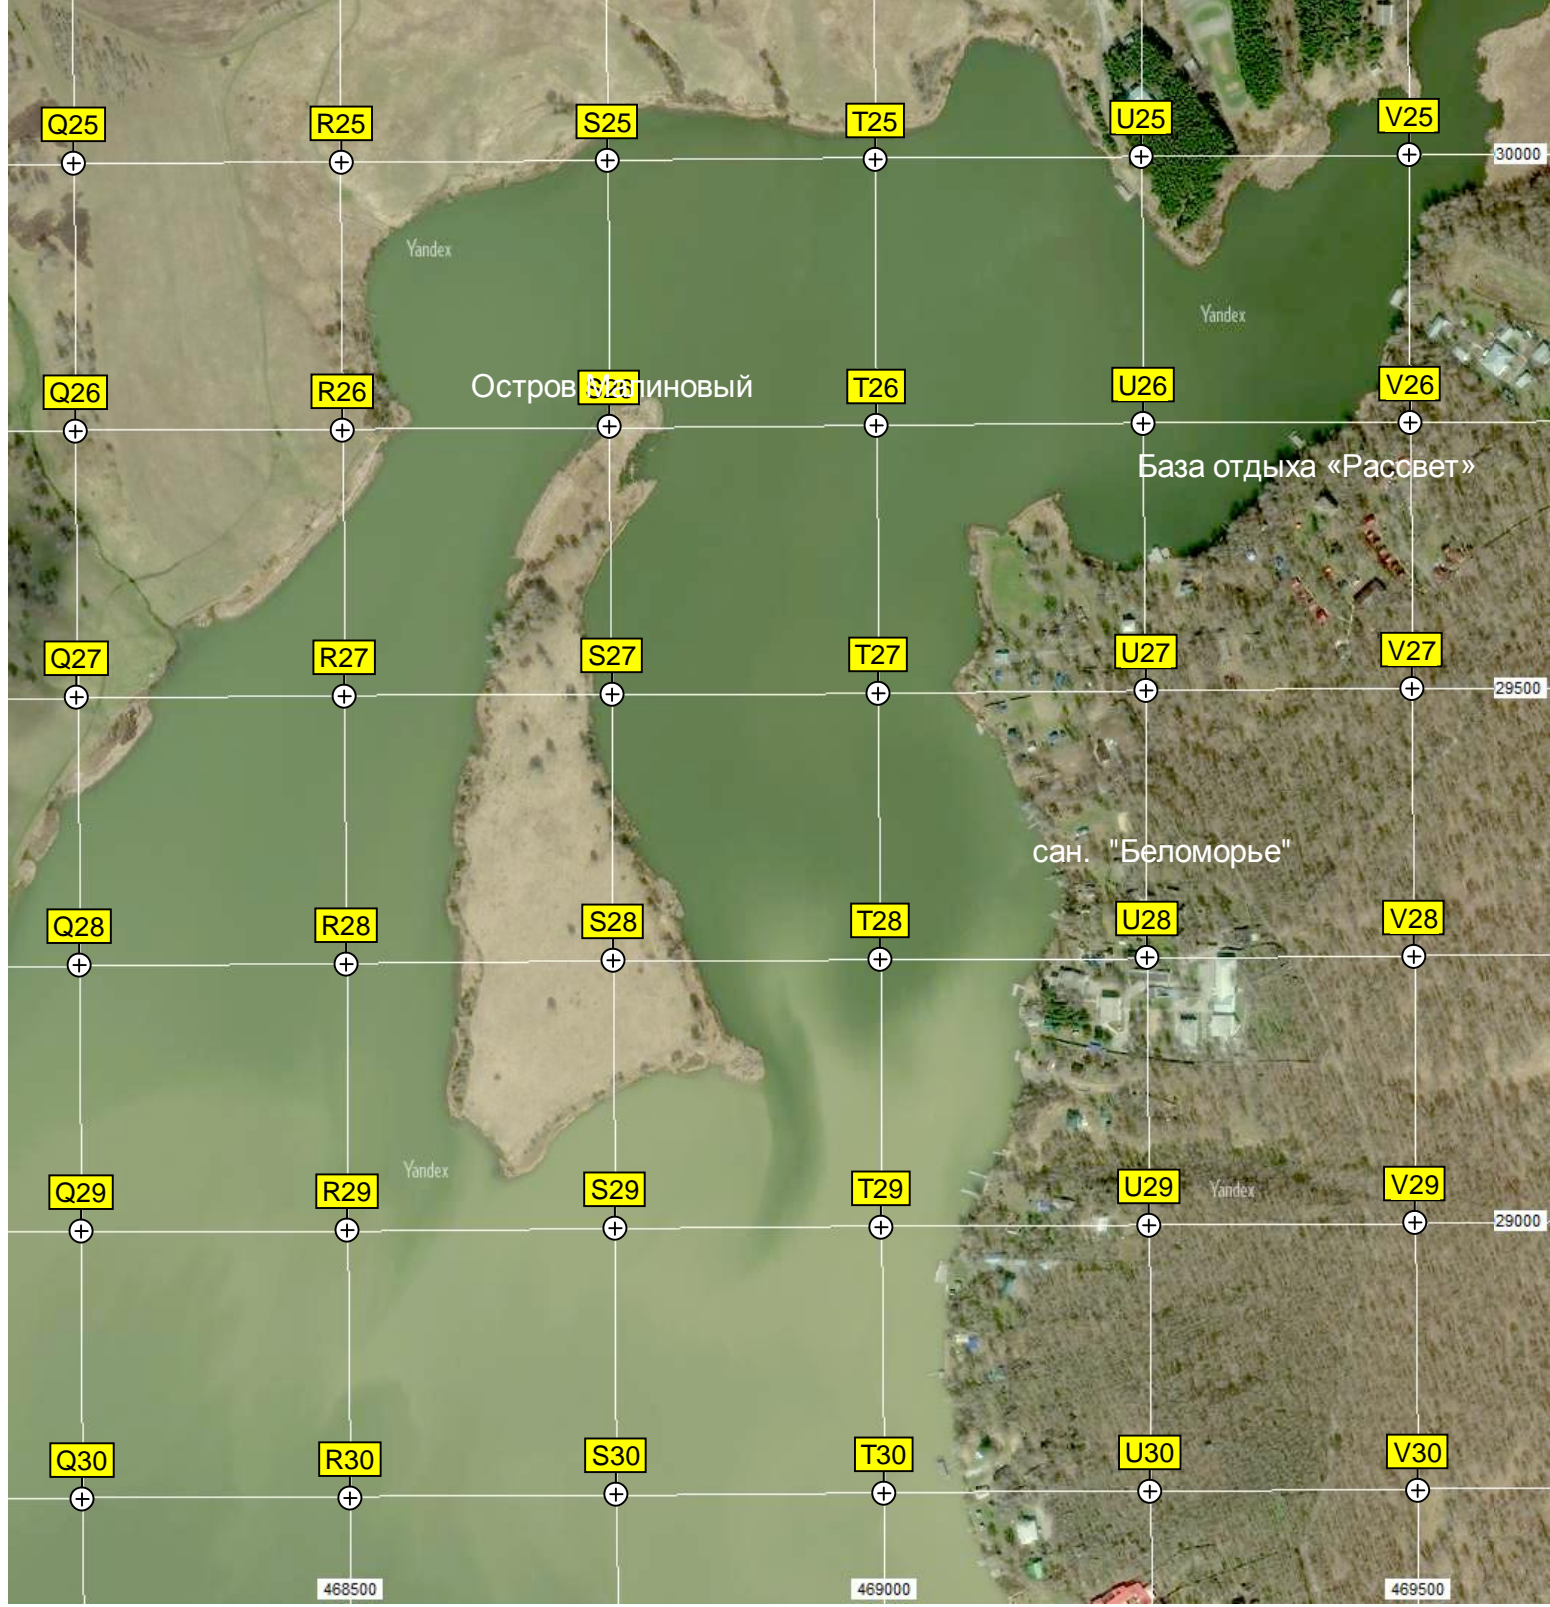 Q25 R25 S25 T25 U25 V25
30000
Yandex
Yandex
Q26 R26 S26 T26 U26 V26
Остров Малиновый
База отдыха «Рассвет»
Q27 R27 S27 T27 U27 V27
29500
сан. "Беломорье"
Q28 R28 S28 T28 U28 V28
Yandex
Q29 R29 S29 T29 U29 V29
Yandex
29000
Q30 R30 S30 T30 U30 V30
468500 469000 469500